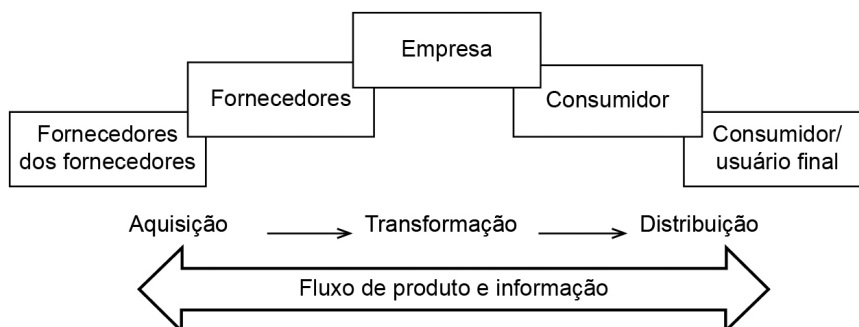 Empresa
Fornecedores
Consumidor
Fornecedores
dos fornecedores
Consumidor/
usuário final
Aquisição
Transformação
Distribuição
Fluxo de produto e informação